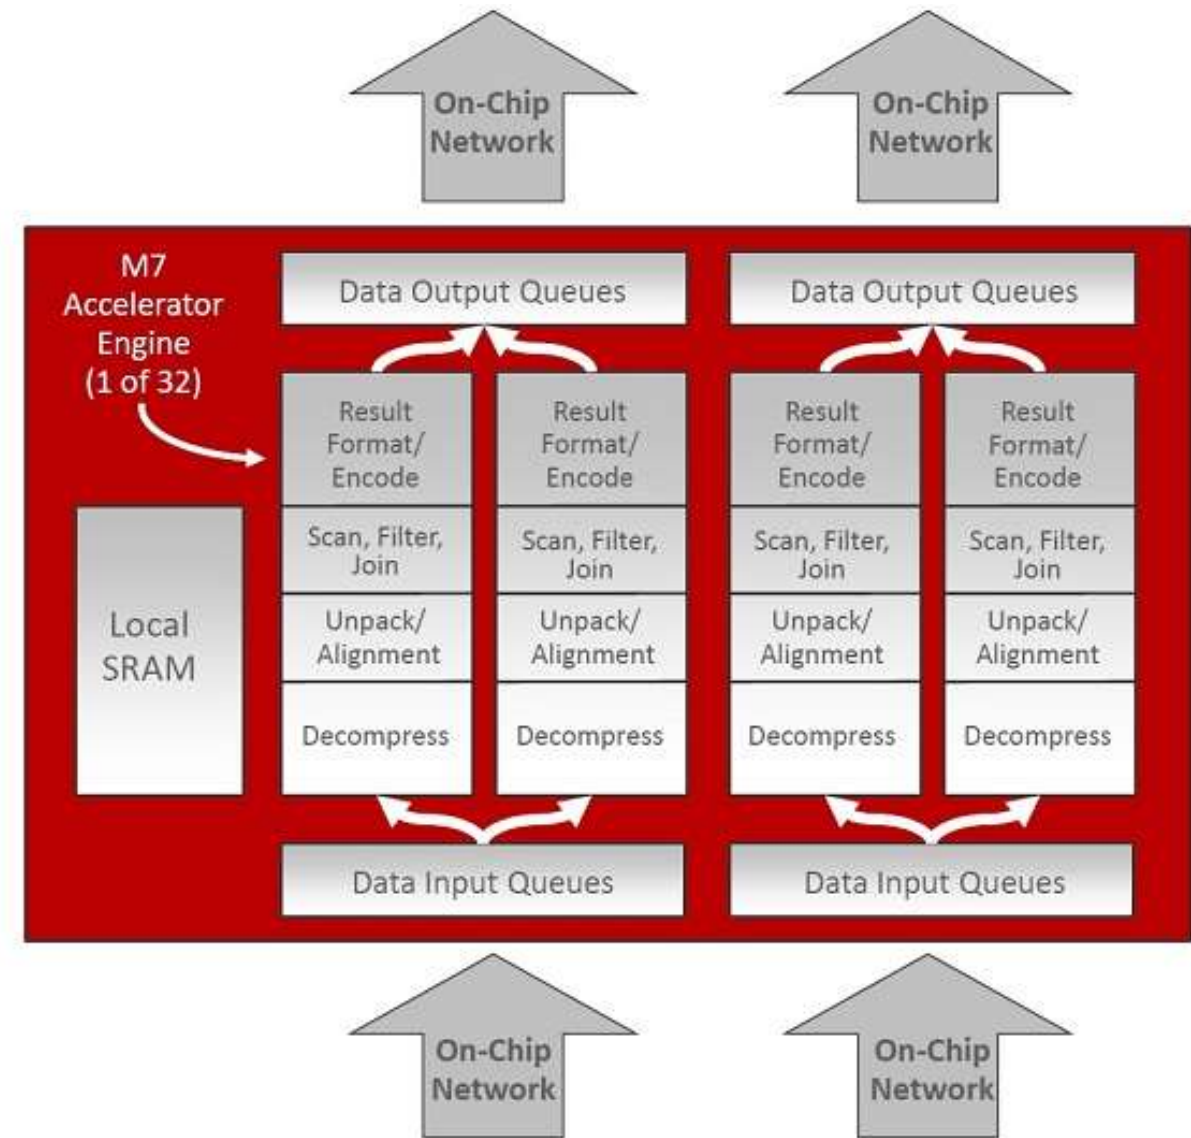 On-Chip
Network
On-Chip
Network
M7
Accelerator
Engine
(1 of 32)
Data Output Queues
Data Output Queues
Result
Format/
Encode
Result
Format/
Encode
Result
Format/
Encode
Result
Format/
Encode
Scan, Filter,
Join
Scan, Filter,
Join
Scan, Filter,
Join
Scan, Filter,
Join
Local
SRAM
Unpack/
Alignment
Unpack/
Alignment
Unpack/
Alignment
Unpack/
Alignment
Decompress
Decompress
Decompress
Decompress
Data Input Queues
Data Input Queues
On-Chip
Network
On-Chip
Network